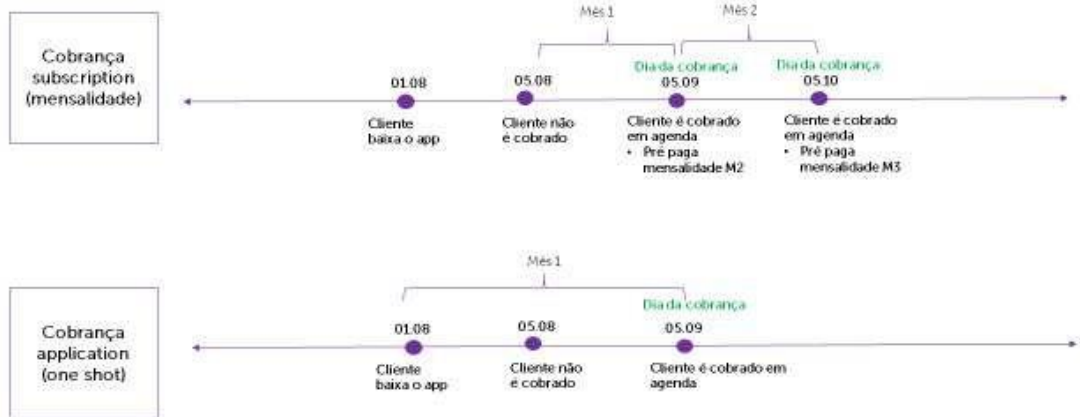 Mês 1
Mês 2
Cobrança
subscription
(mensalidade)
Dia da cobrança
Dia da cobrança
01.08
05.08
05.09
05.10
Cliente
baixa o app
Cliente não
é cobrado
Cliente é cobrado
em agenda
• Pré paga
mensalidade M2
Cliente é cobrado
em agenda
• Pré paga
mensalidade M3
Mês 1
Cobrança
application
(one shot)
Dia da cobrança
01.08
05.08
05.09
Cliente
baixa o app
Cliente não
é cobrado
Cliente é cobrado em
agenda